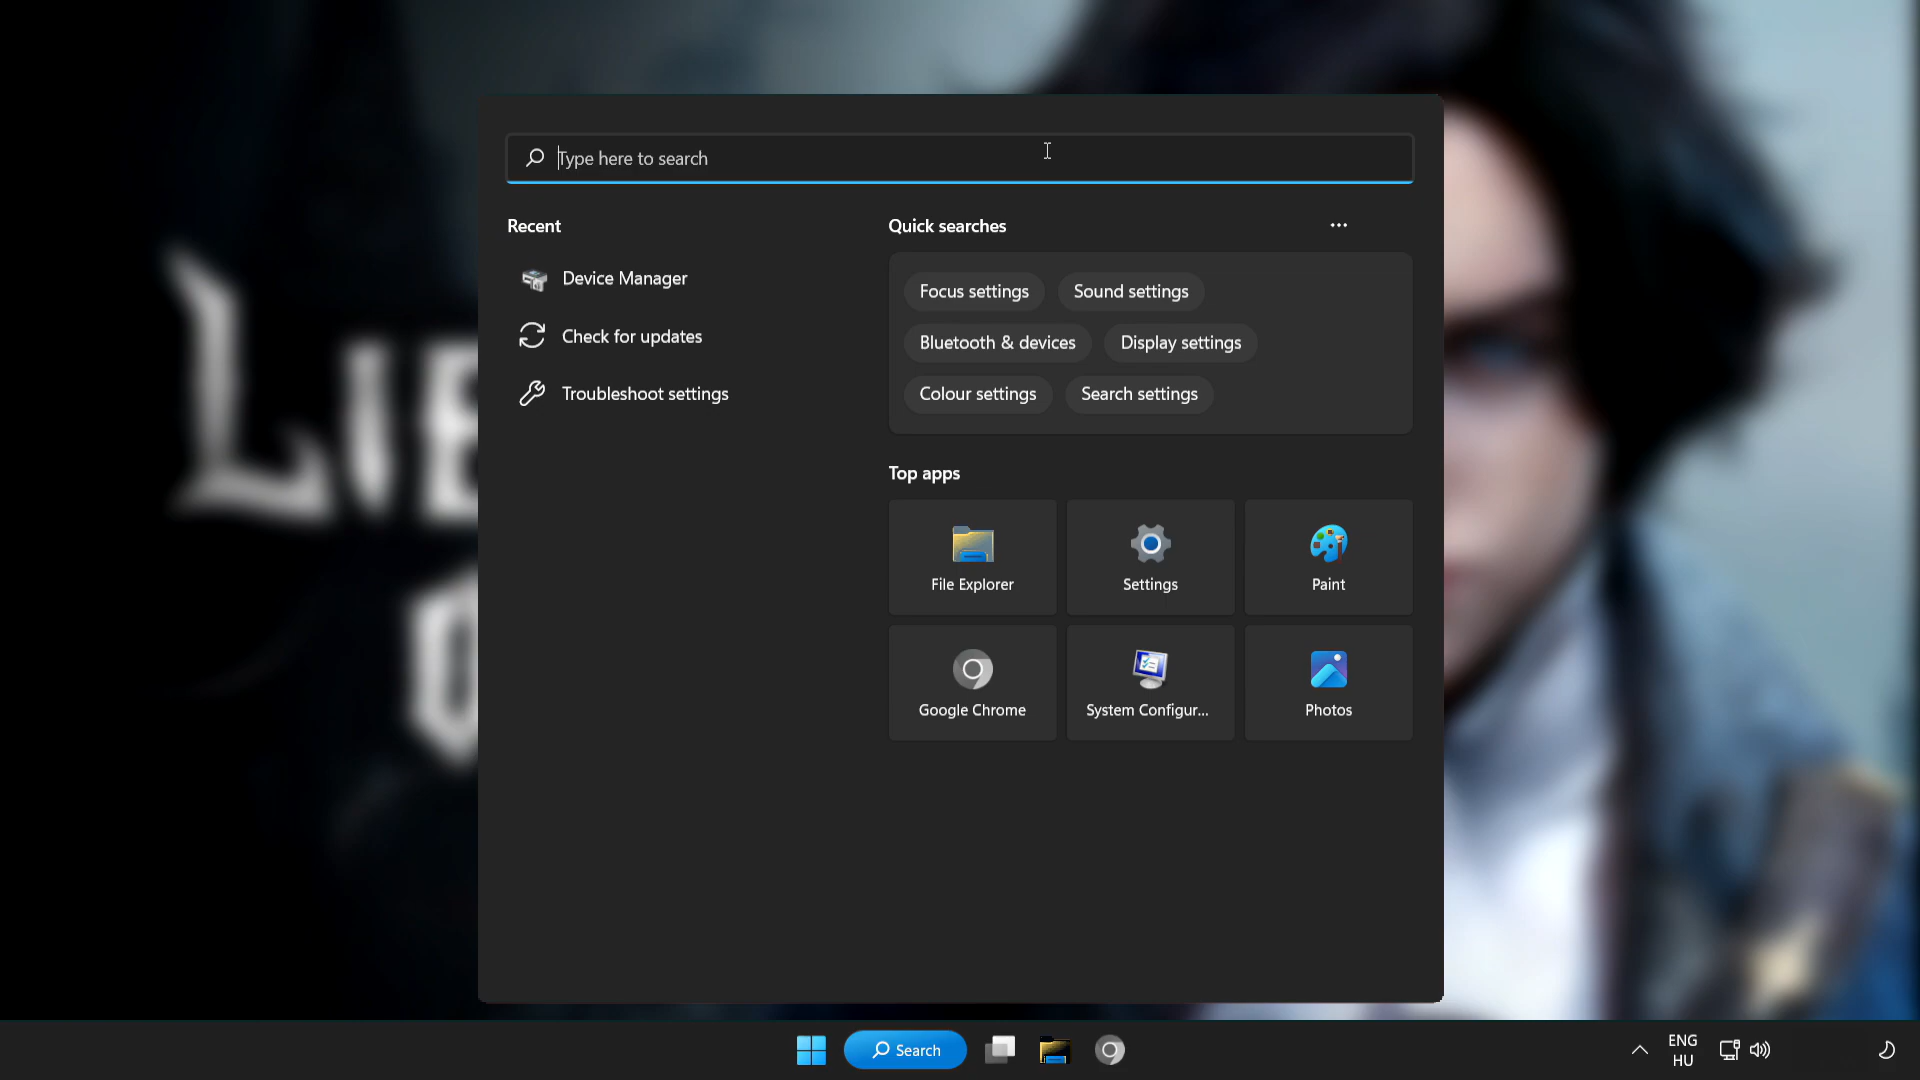 Type here to search
Recent
Device Manager
Check for updates
Troubleshoot settings
Quick searches
Focus settings
Sound settings
Bluetooth & devices
Display settings
Colour settings
Search settings
Top apps
File Explorer
Settings
Paint
Google Chrome
System Configur...
Photos
Search
ENG
HU